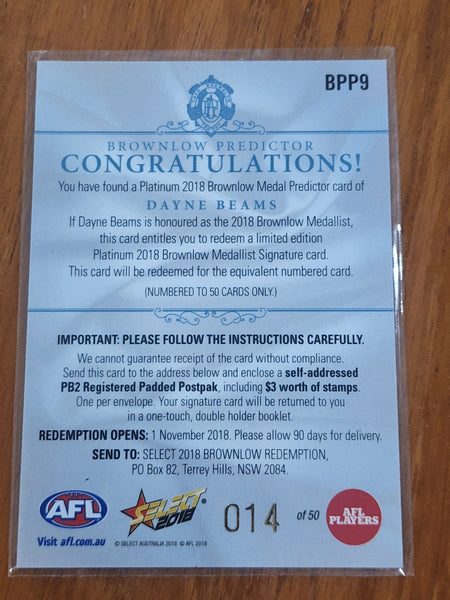 BPP9
BROWNLOW PREDICTOR
CONGRATULATIONS!
You have found a Platinum 2018 Brownlow Medal Predictor card of
DAYNE BEAMS
If Dayne Beams is honoured as the 2018 Brownlow Medallist,
this card entitles you to redeem a limited edition
Platinum 2018 Brownlow Medallist Signature card.
This card will be redeemed for the equivalent numbered card.
(NUMBERED TO 50 CARDS ONLY.)
IMPORTANT: PLEASE FOLLOW THE INSTRUCTIONS CAREFULLY.
We cannot guarantee receipt of the card without compliance.
Send this card to the address below and enclose a self-addressed
PB2 Registered Padded Postpak, including $3 worth of stamps.
One per envelope. Your signature card will be returned to you
in a one-touch, double holder booklet.
REDEMPTION OPENS: 1 November 2018. Please allow 90 days for delivery.
SEND TO: SELECT 2018 BROWNLOW REDEMPTION,
PO Box 82, Terrey Hills, NSW 2084.
AFL
SELECT
2018
014 of 50
AFL
PLAYERS
Visit afl.com.au
© SELECT AUSTRALIA 2018 © AFL 2018